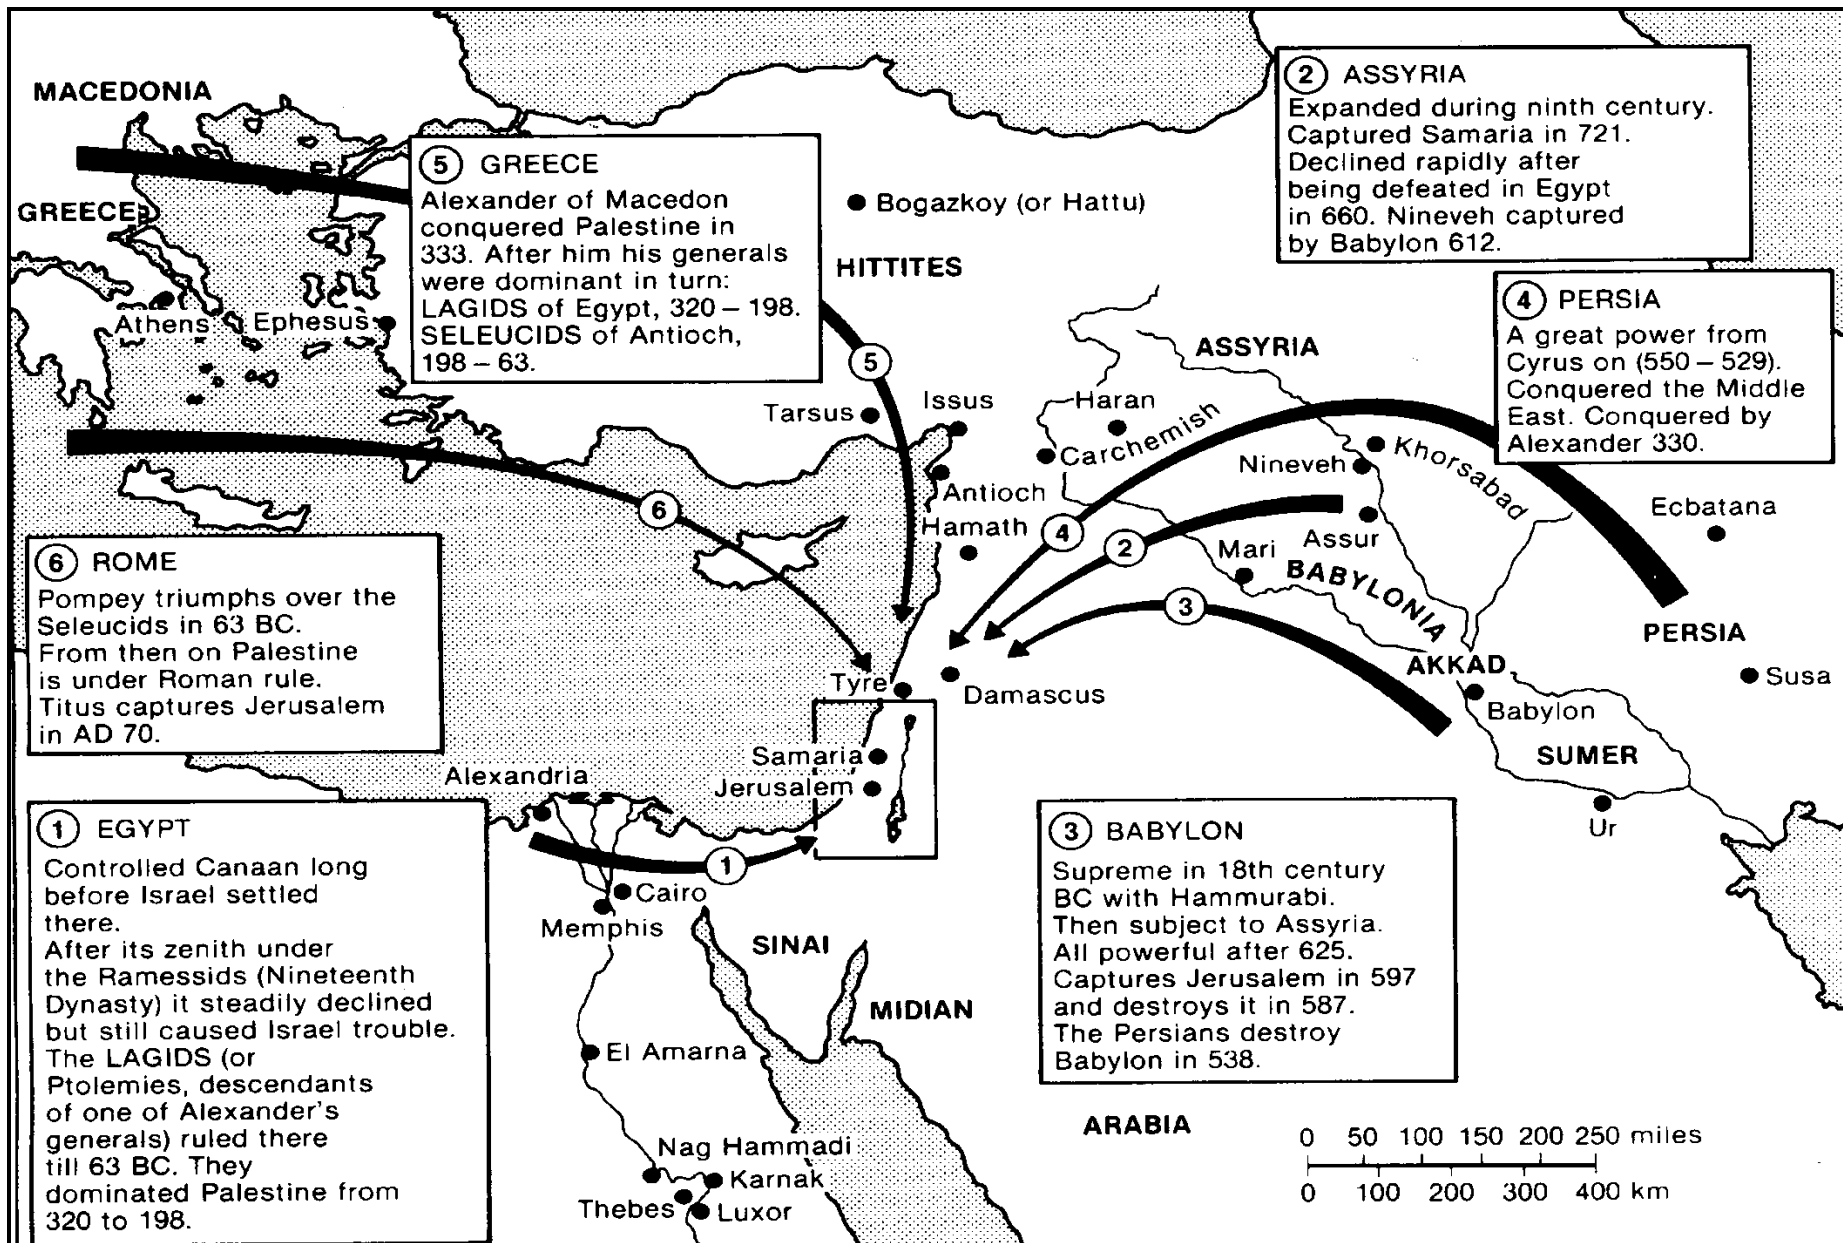 MACEDONIA
GREECE
Athens
Ephesus
5 GREECE
Alexander of Macedon
conquered Palestine in
333. After him his generals
were dominant in turn:
LAGIDS of Egypt, 320 – 198.
SELEUCIDS of Antioch,
198 – 63.
2 ASSYRIA
Expanded during ninth century.
Captured Samaria in 721.
Declined rapidly after
being defeated in Egypt
in 660. Nineveh captured
by Babylon 612.
Bogazkoy (or Hattu)
HITTITES
4 PERSIA
A great power from
Cyrus on (550 – 529).
Conquered the Middle
East. Conquered by
Alexander 330.
ASSYRIA
5
Tarsus
Issus
Haran
Carchemish
Nineveh
Khorsabad
Antioch
Hamath
6
4
2
3
Assur
Mari
BABYLONIA
Ecbatana
PERSIA
Susa
AKKAD
Babylon
SUMER
Ur
6 ROME
Pompey triumphs over the
Seleucids in 63 BC.
From then on Palestine
is under Roman rule.
Titus captures Jerusalem
in AD 70.
Tyre
Damascus
Samaria
Jerusalem
Alexandria
1
Cairo
Memphis
SINAI
MIDIAN
El Amarna
Nag Hammadi
Karnak
Thebes
Luxor
1 EGYPT
Controlled Canaan long
before Israel settled
there.
After its zenith under
the Ramessids (Nineteenth
Dynasty) it steadily declined
but still caused Israel trouble.
The LAGIDS (or
Ptolemies, descendants
of one of Alexander's
generals) ruled there
till 63 BC. They
dominated Palestine from
320 to 198.
3 BABYLON
Supreme in 18th century
BC with Hammurabi.
Then subject to Assyria.
All powerful after 625.
Captures Jerusalem in 597
and destroys it in 587.
The Persians destroy
Babylon in 538.
ARABIA
0 50 100 150 200 250 miles
0 100 200 300 400 km